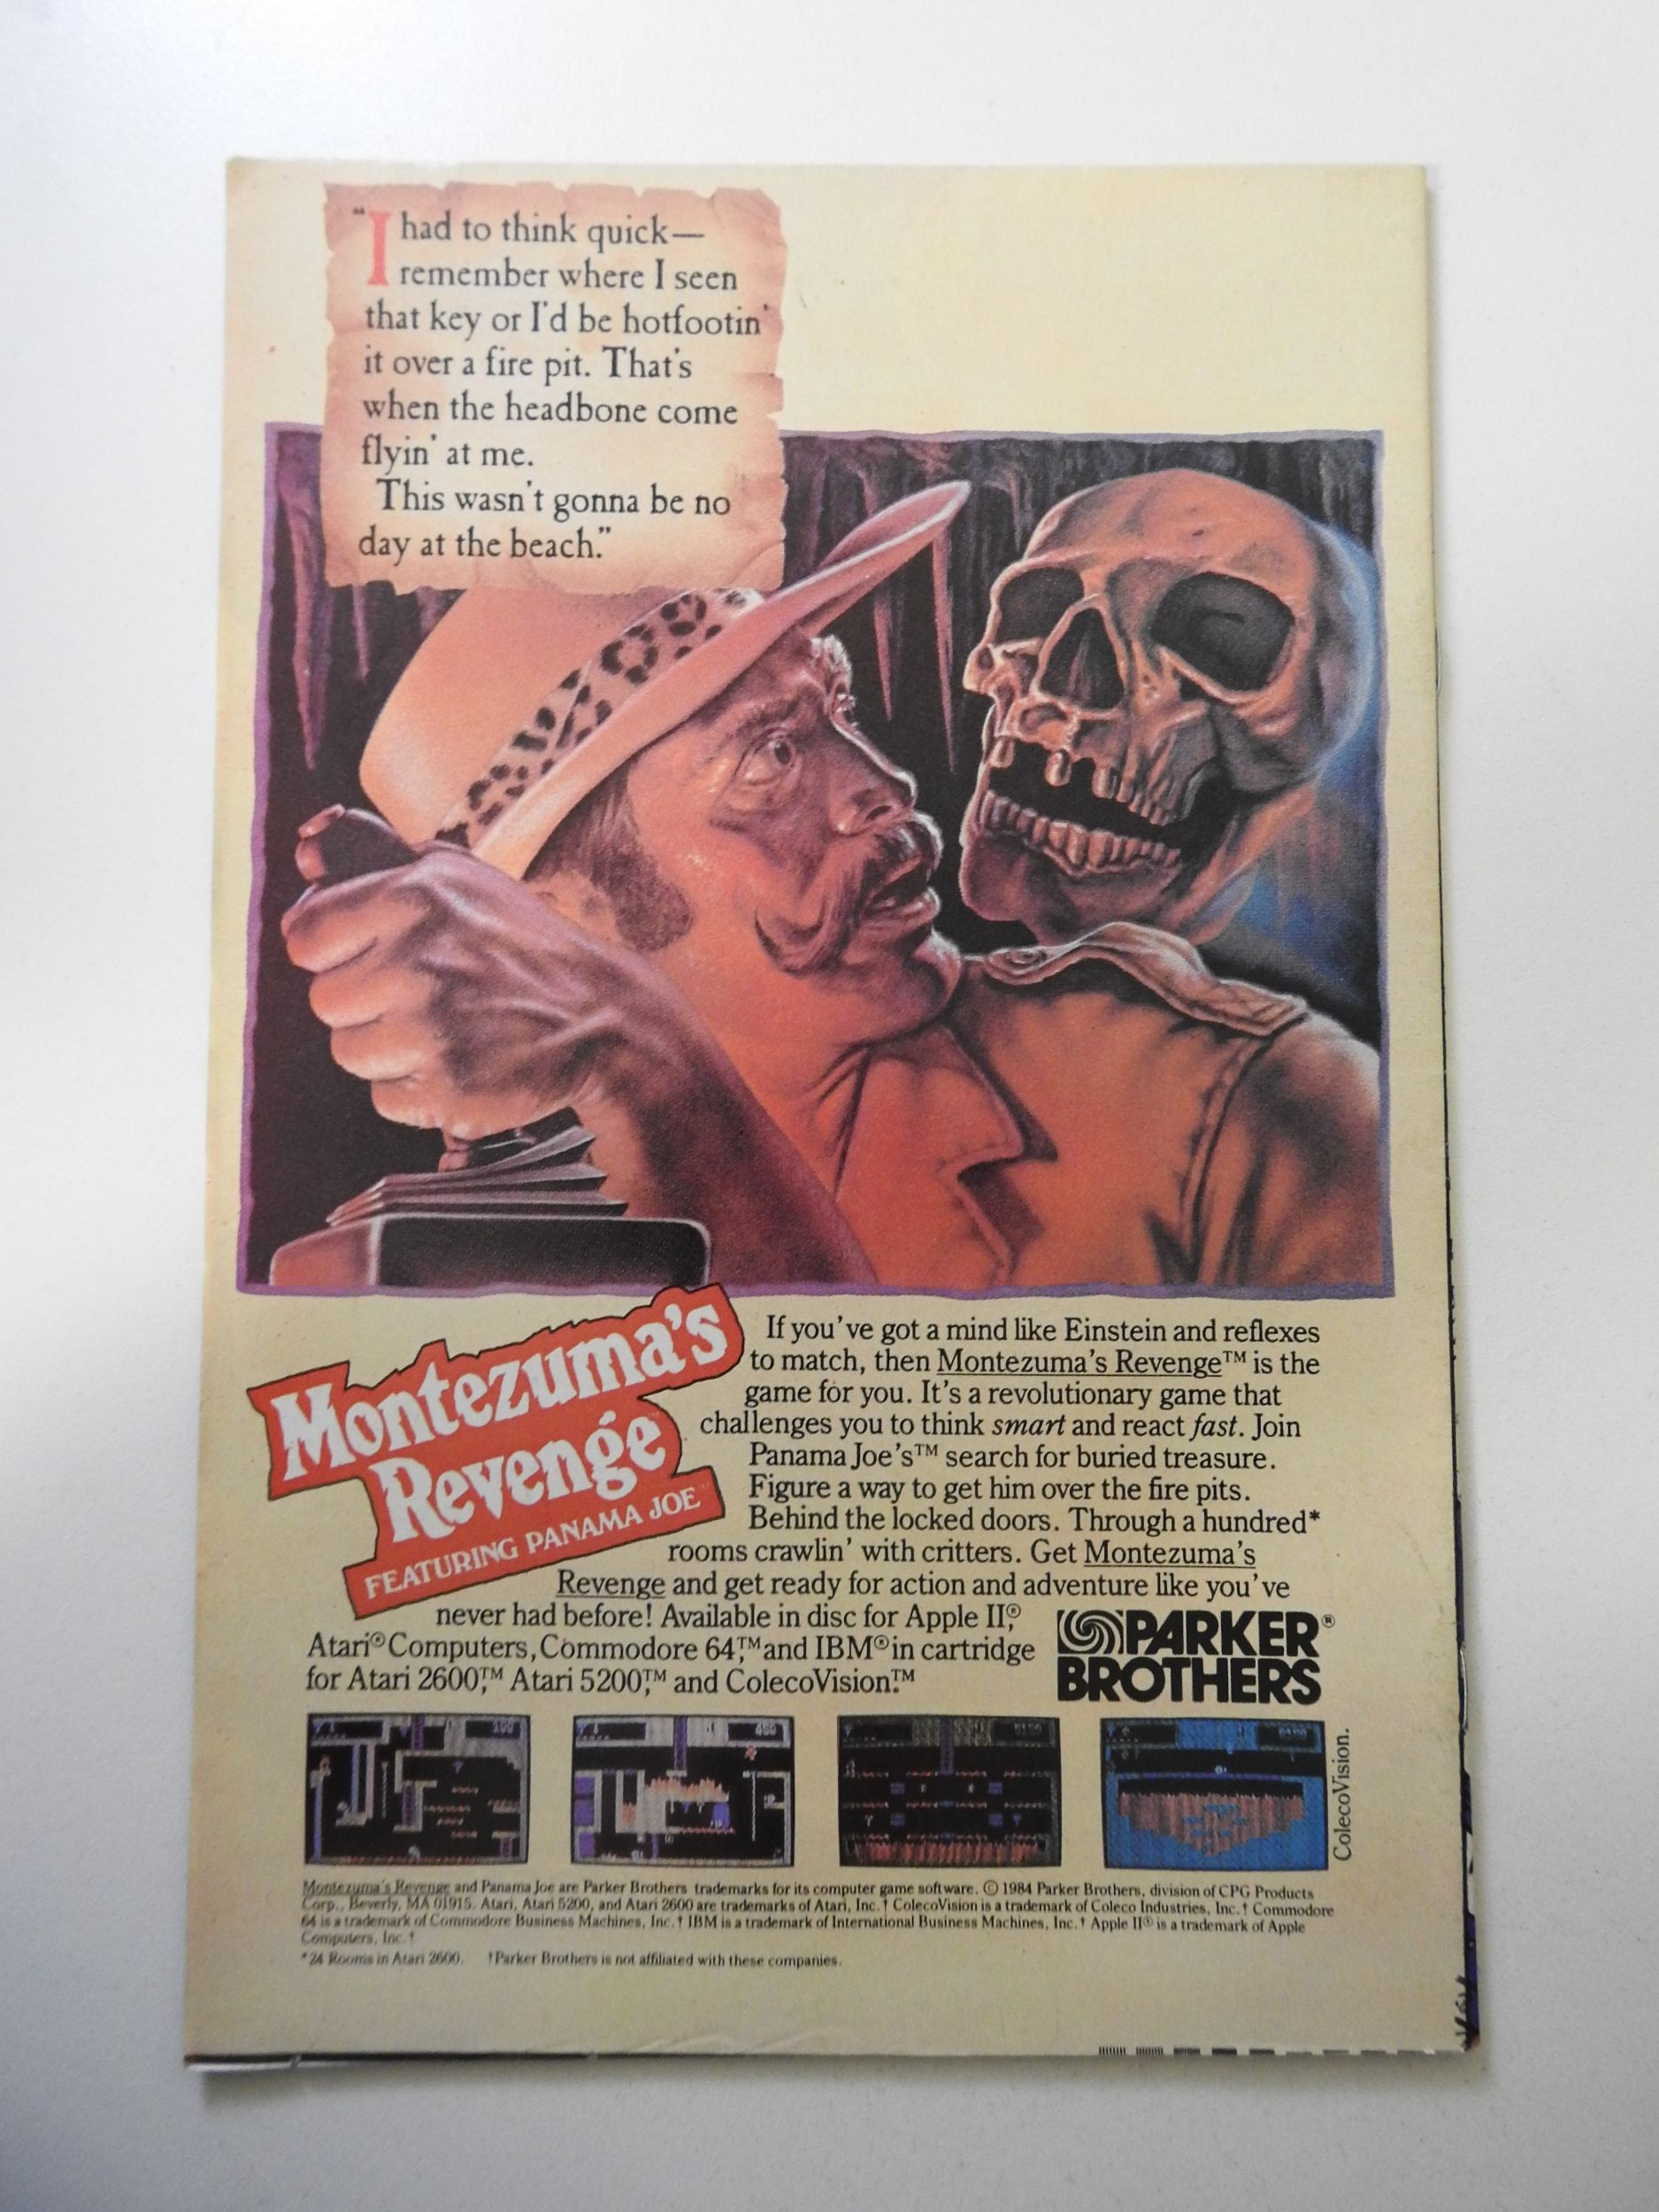 “I had to think quick—
remember where I seen
that key or I'd be hotfootin'
it over a fire pit. That's
when the headbone come
flyin' at me.
This wasn't gonna be no
day at the beach.”
Montezuma's
Revenge™
FEATURING PANAMA JOE™
If you've got a mind like Einstein and reflexes
to match, then Montezuma's Revenge™ is the
game for you. It's a revolutionary game that
challenges you to think smart and react fast. Join
Panama Joe's™ search for buried treasure.
Figure a way to get him over the fire pits.
Behind the locked doors. Through a hundred*
rooms crawlin' with critters. Get Montezuma's
Revenge and get ready for action and adventure like you've
never had before! Available in disc for Apple II,®
Atari® Computers, Commodore 64,™ and IBM® in cartridge
for Atari 2600,™ Atari 5200,™ and ColecoVision.™
PARKER®
BROTHERS
100
400
ColecoVision.
Montezuma's Revenge and Panama Joe are Parker Brothers trademarks for its computer game software. © 1984 Parker Brothers, division of CPG Products
Corp., Beverly, MA 01915. Atari, Atari 5200, and Atari 2600 are trademarks of Atari, Inc.† ColecoVision is a trademark of Coleco Industries, Inc.† Commodore
64 is a trademark of Commodore Business Machines, Inc.† IBM is a trademark of International Business Machines, Inc.† Apple II® is a trademark of Apple
Computers, Inc.†
*24 Rooms in Atari 2600. †Parker Brothers is not affiliated with these companies.